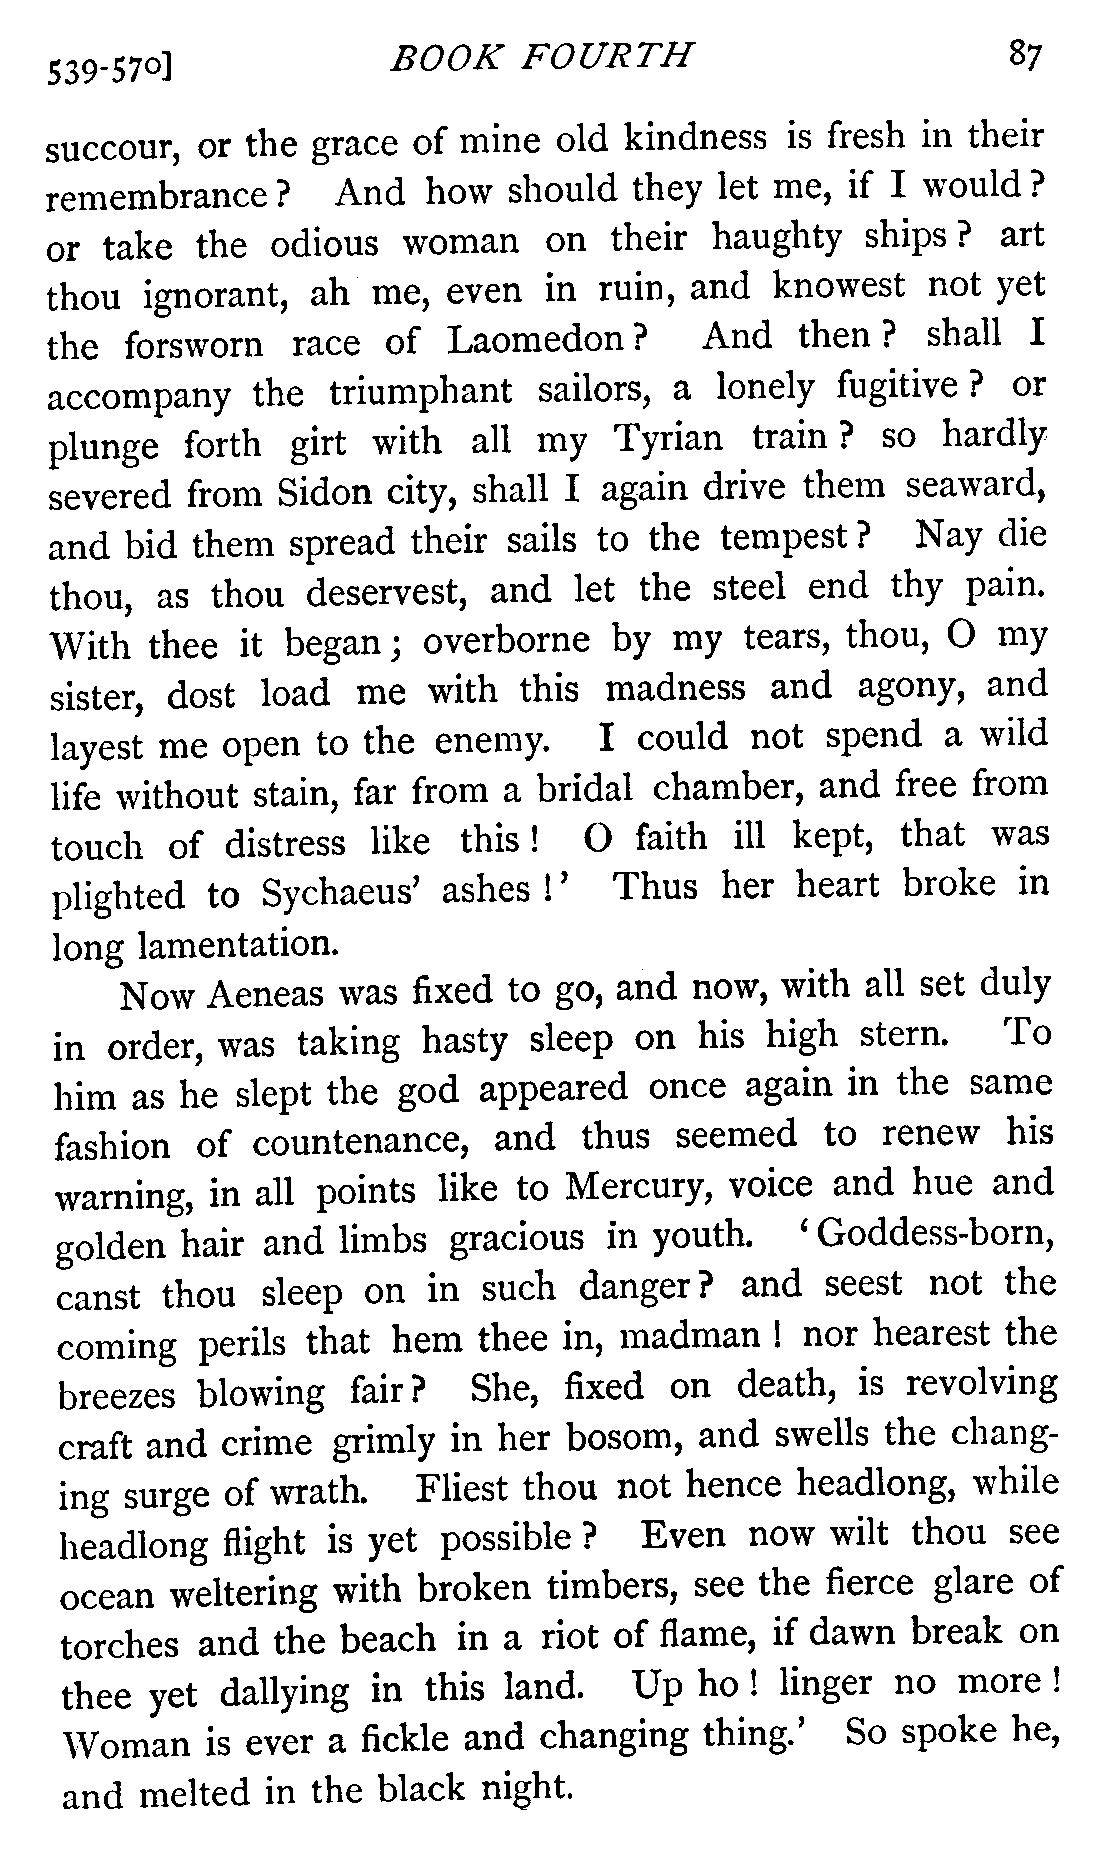 539-570] BOOK FOURTH 87
succour, or the grace of mine old kindness is fresh in their
remembrance? And how should they let me, if I would?
or take the odious woman on their haughty ships? art
thou ignorant, ah me, even in ruin, and knowest not yet
the forsworn race of Laomedon? And then? shall I
accompany the triumphant sailors, a lonely fugitive? or
plunge forth girt with all my Tyrian train? so hardly
severed from Sidon city, shall I again drive them seaward,
and bid them spread their sails to the tempest? Nay die
thou, as thou deservest, and let the steel end thy pain.
With thee it began; overborne by my tears, thou, O my
sister, dost load me with this madness and agony, and
layest me open to the enemy. I could not spend a wild
life without stain, far from a bridal chamber, and free from
touch of distress like this! O faith ill kept, that was
plighted to Sychaeus' ashes!' Thus her heart broke in
long lamentation.
Now Aeneas was fixed to go, and now, with all set duly
in order, was taking hasty sleep on his high stern. To
him as he slept the god appeared once again in the same
fashion of countenance, and thus seemed to renew his
warning, in all points like to Mercury, voice and hue and
golden hair and limbs gracious in youth. 'Goddess-born,
canst thou sleep on in such danger? and seest not the
coming perils that hem thee in, madman! nor hearest the
breezes blowing fair? She, fixed on death, is revolving
craft and crime grimly in her bosom, and swells the chang-
ing surge of wrath. Fliest thou not hence headlong, while
headlong flight is yet possible? Even now wilt thou see
ocean weltering with broken timbers, see the fierce glare of
torches and the beach in a riot of flame, if dawn break on
thee yet dallying in this land. Up ho! linger no more!
Woman is ever a fickle and changing thing.' So spoke he,
and melted in the black night.